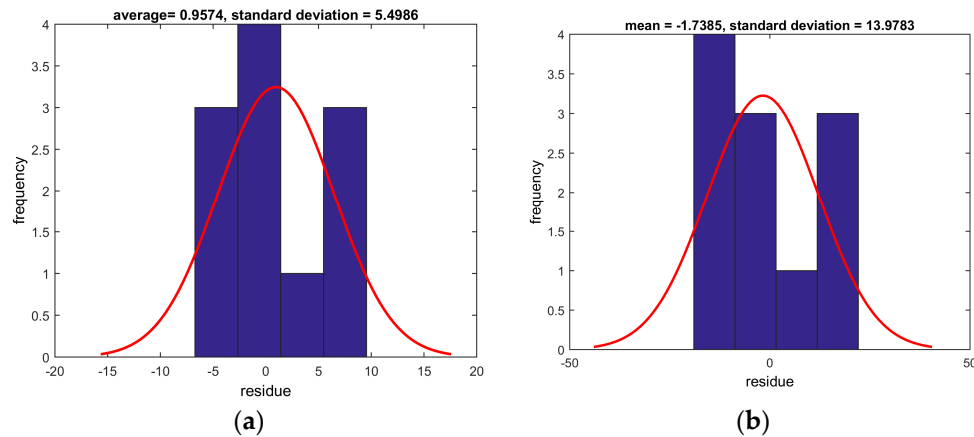 average= 0.9574, standard deviation = 5.4986
4
3.5
3
2.5
2
1.5
1
0.5
0
frequency
-20 -15 -10 -5 0 5 10 15 20
residue
(a)
mean = -1.7385, standard deviation = 13.9783
4
3.5
3
2.5
2
1.5
1
0.5
0
frequency
-50 0 50
residue
(b)